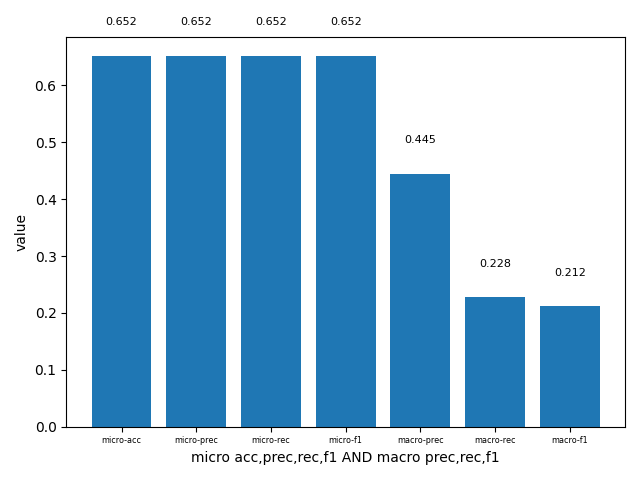 0.652 0.652 0.652 0.652
0.445
0.228
0.212
0.6
0.5
0.4
0.3
0.2
0.1
0.0
value
micro-acc micro-prec micro-rec micro-f1 macro-prec macro-rec macro-f1
micro acc,prec,rec,f1 AND macro prec,rec,f1